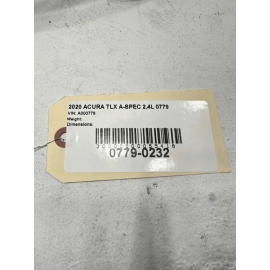 2020 ACURA TLX A-SPEC 2.4L 0779
VIN: A000779
Weight:
Dimensions:
0779-0232